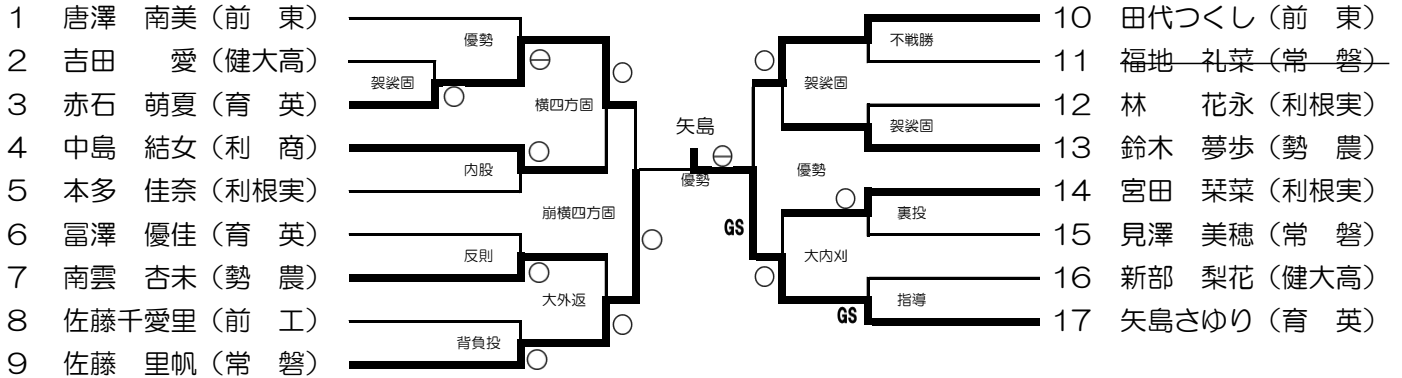 1 唐澤 南美（前 東）
2 吉田 愛（健大高）
3 赤石 萌夏（育 英）
4 中島 結女（利 商）
5 本多 佳奈（利根実）
6 冨澤 優佳（育 英）
7 南雲 杏未（勢 農）
8 佐藤千愛里（前 工）
9 佐藤 里帆（常 磐）
優勢
袈裟固
横四方固
内股
崩横四方固
反則
大外返
背負投
矢島
優勢
GS
不戦勝
袈裟固
袈裟固
優勢
裏投
大内刈
指導
GS
10 田代つくし（前 東）
11 福地 礼菜（常 磐）
12 林 花永（利根実）
13 鈴木 夢歩（勢 農）
14 宮田 栞菜（利根実）
15 見澤 美穂（常 磐）
16 新部 梨花（健大高）
17 矢島さゆり（育 英）